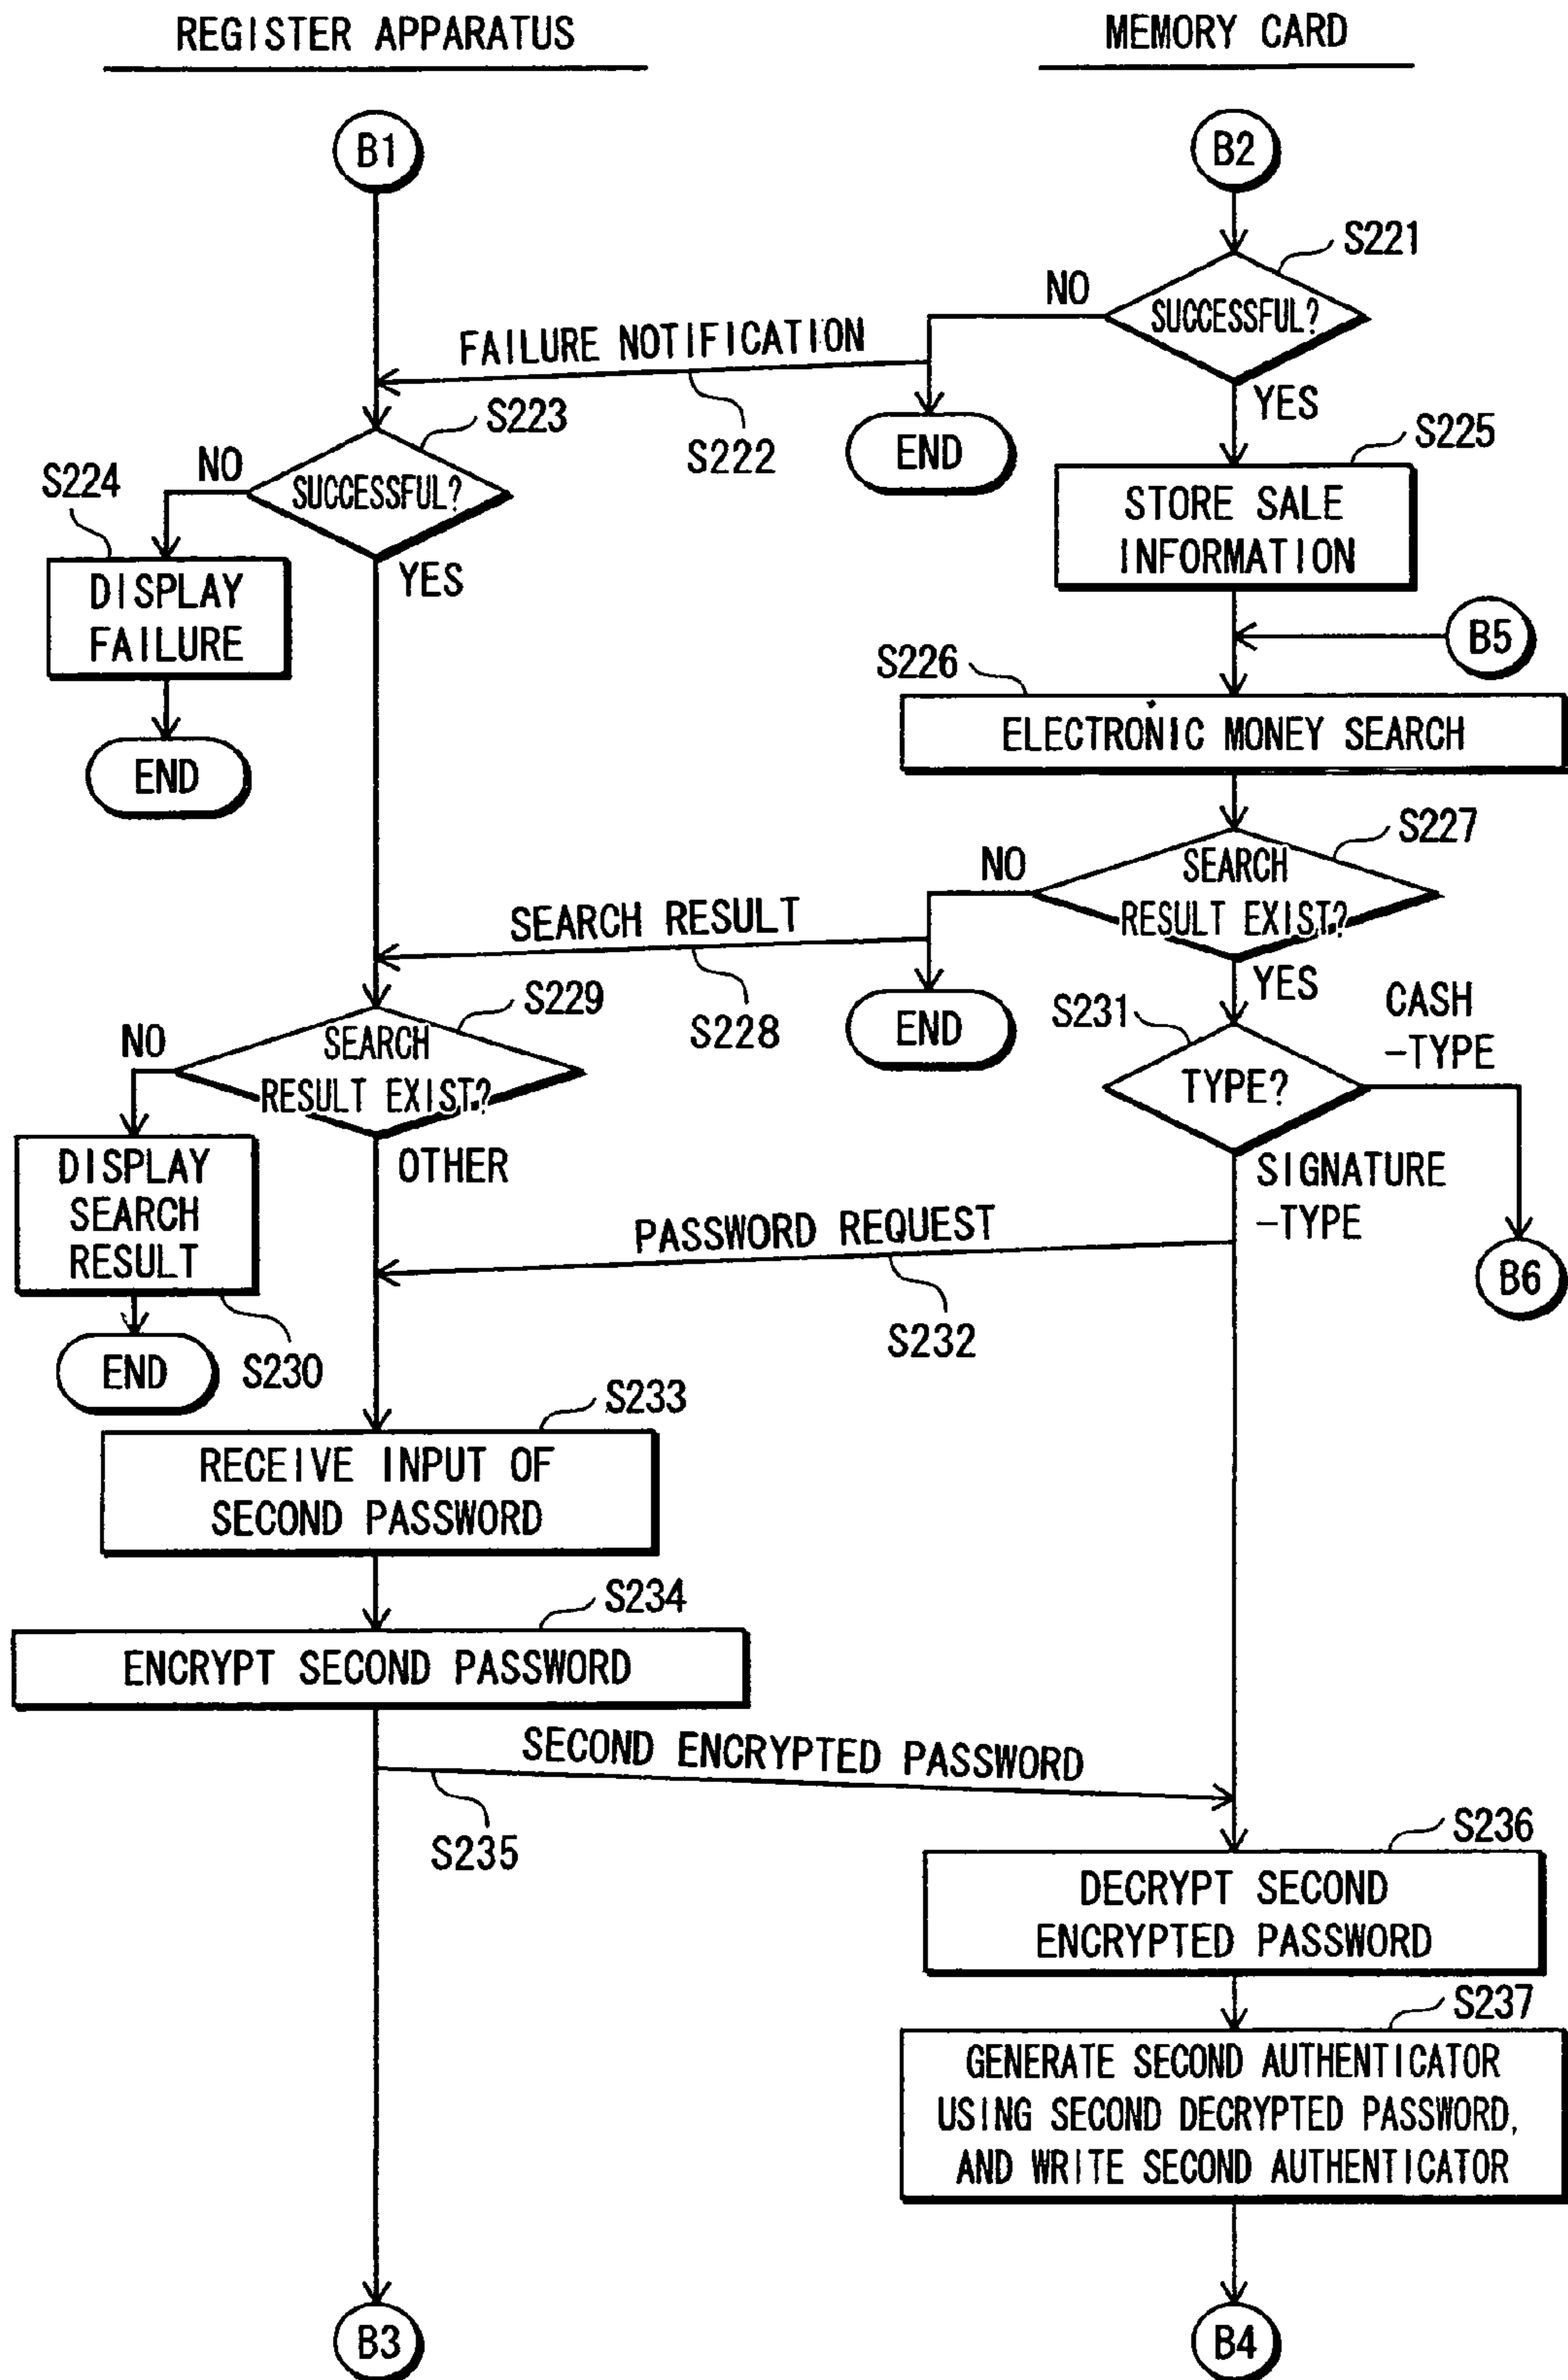 REGISTER APPARATUS
MEMORY CARD
B1
B2
S221
NO
SUCCESSFUL?
FAILURE NOTIFICATION
YES
S223
S222
END
S225
NO
SUCCESSFUL?
S224
STORE SALE
INFORMATION
YES
DISPLAY
FAILURE
B5
S226
ELECTRONIC MONEY SEARCH
END
S227
NO
SEARCH
RESULT EXIST?
SEARCH RESULT
YES
S229
S228
END
S231
CASH
-TYPE
NO
SEARCH
RESULT EXIST?
TYPE?
DISPLAY
SEARCH
RESULT
OTHER
SIGNATURE
-TYPE
PASSWORD REQUEST
B6
S232
END
S230
S233
RECEIVE INPUT OF
SECOND PASSWORD
S234
ENCRYPT SECOND PASSWORD
SECOND ENCRYPTED PASSWORD
S235
S236
DECRYPT SECOND
ENCRYPTED PASSWORD
S237
GENERATE SECOND AUTHENTICATOR
USING SECOND DECRYPTED PASSWORD,
AND WRITE SECOND AUTHENTICATOR
B3
B4